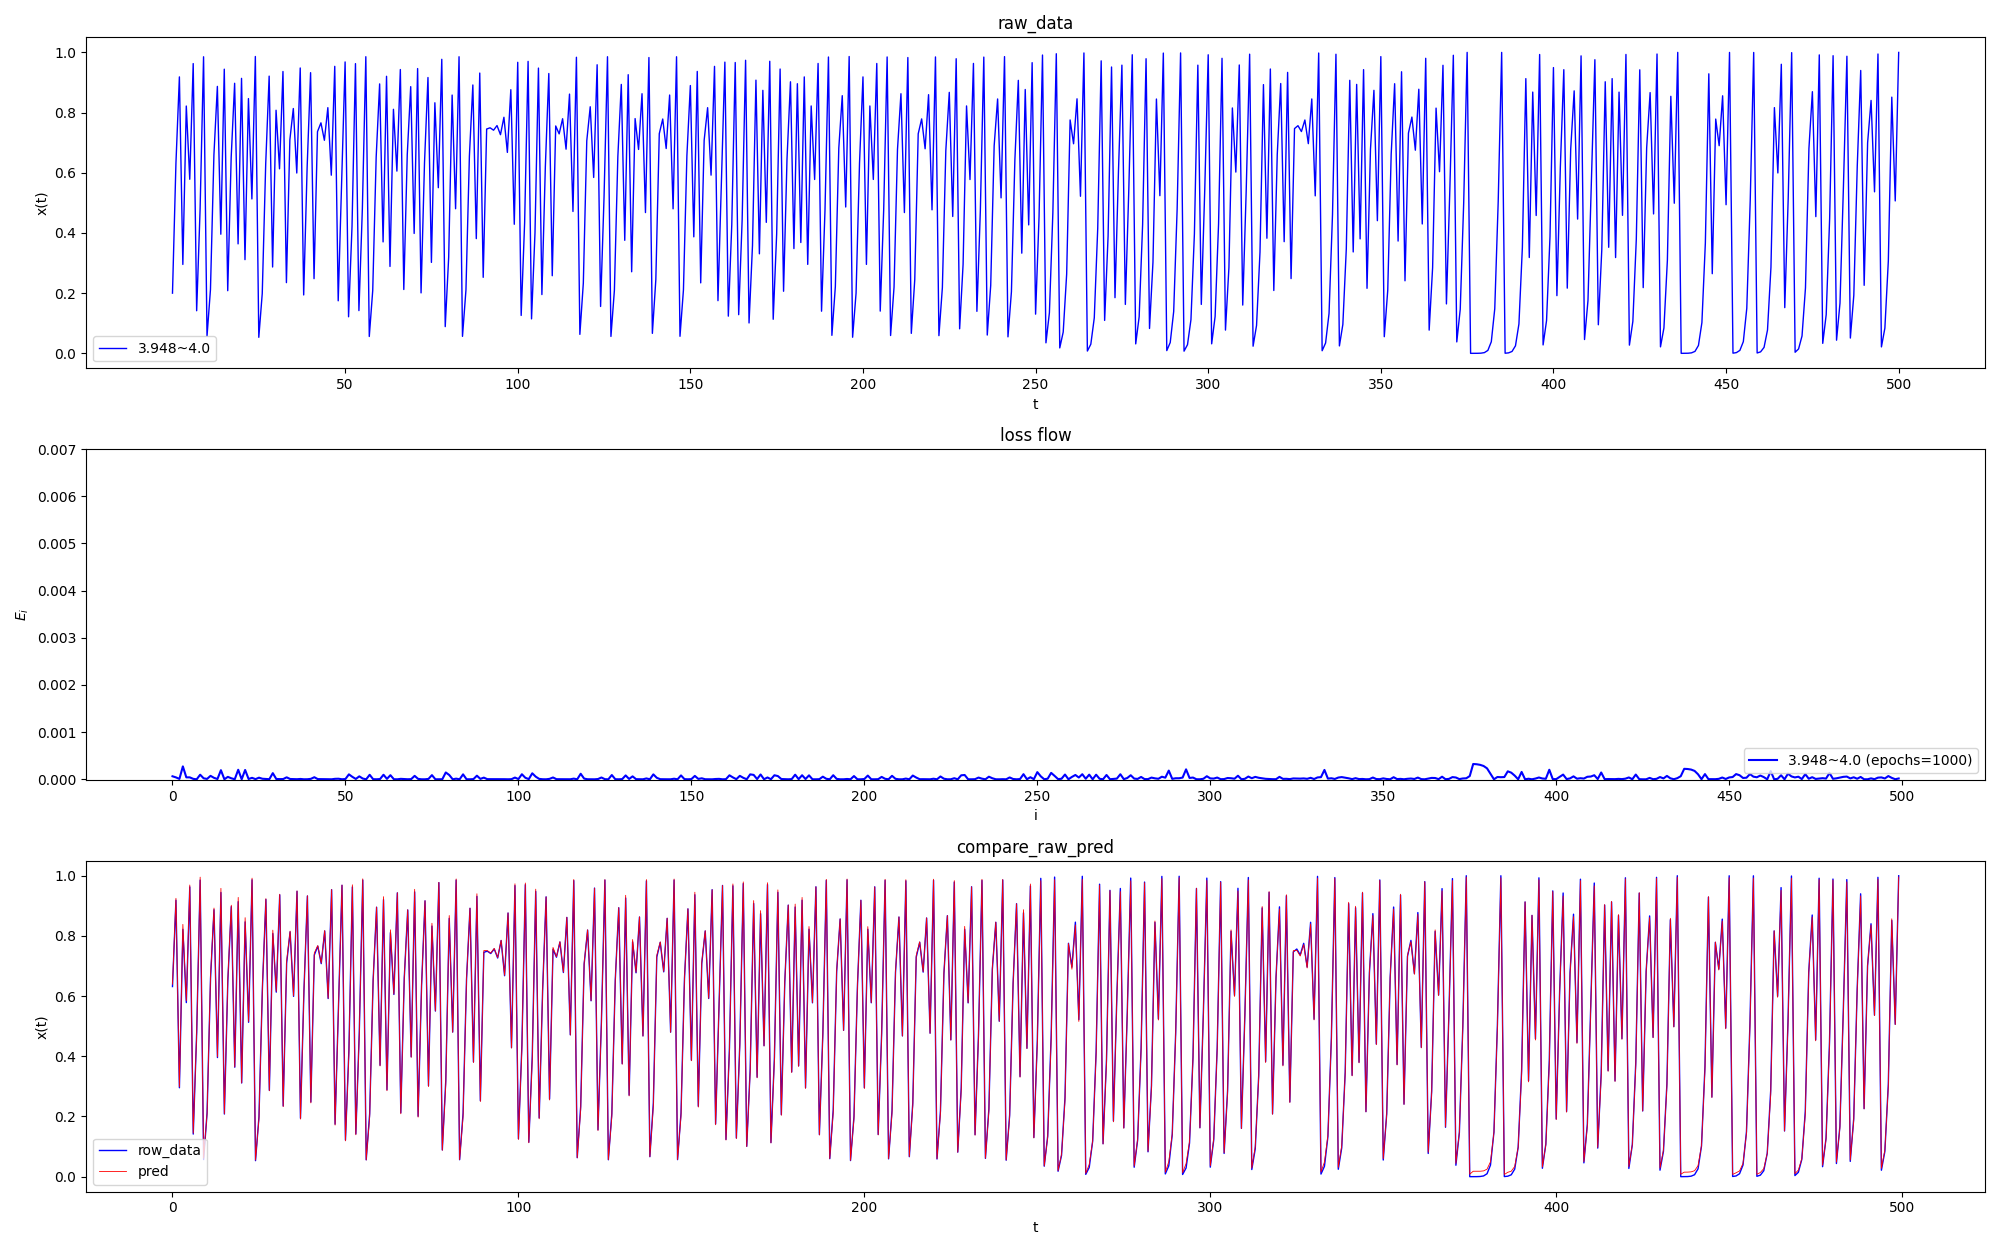 raw_data
1.0
0.8
0.6
0.4
0.2
0.0
x(t)
3.948~4.0
50 100 150 200 250 300 350 400 450 500
t
loss flow
0.007
0.006
0.005
0.004
0.003
0.002
0.001
0.000
E_i
3.948~4.0 (epochs=1000)
0 50 100 150 200 250 300 350 400 450 500
i
compare_raw_pred
1.0
0.8
0.6
0.4
0.2
0.0
x(t)
row_data
pred
0 100 200 300 400 500
t